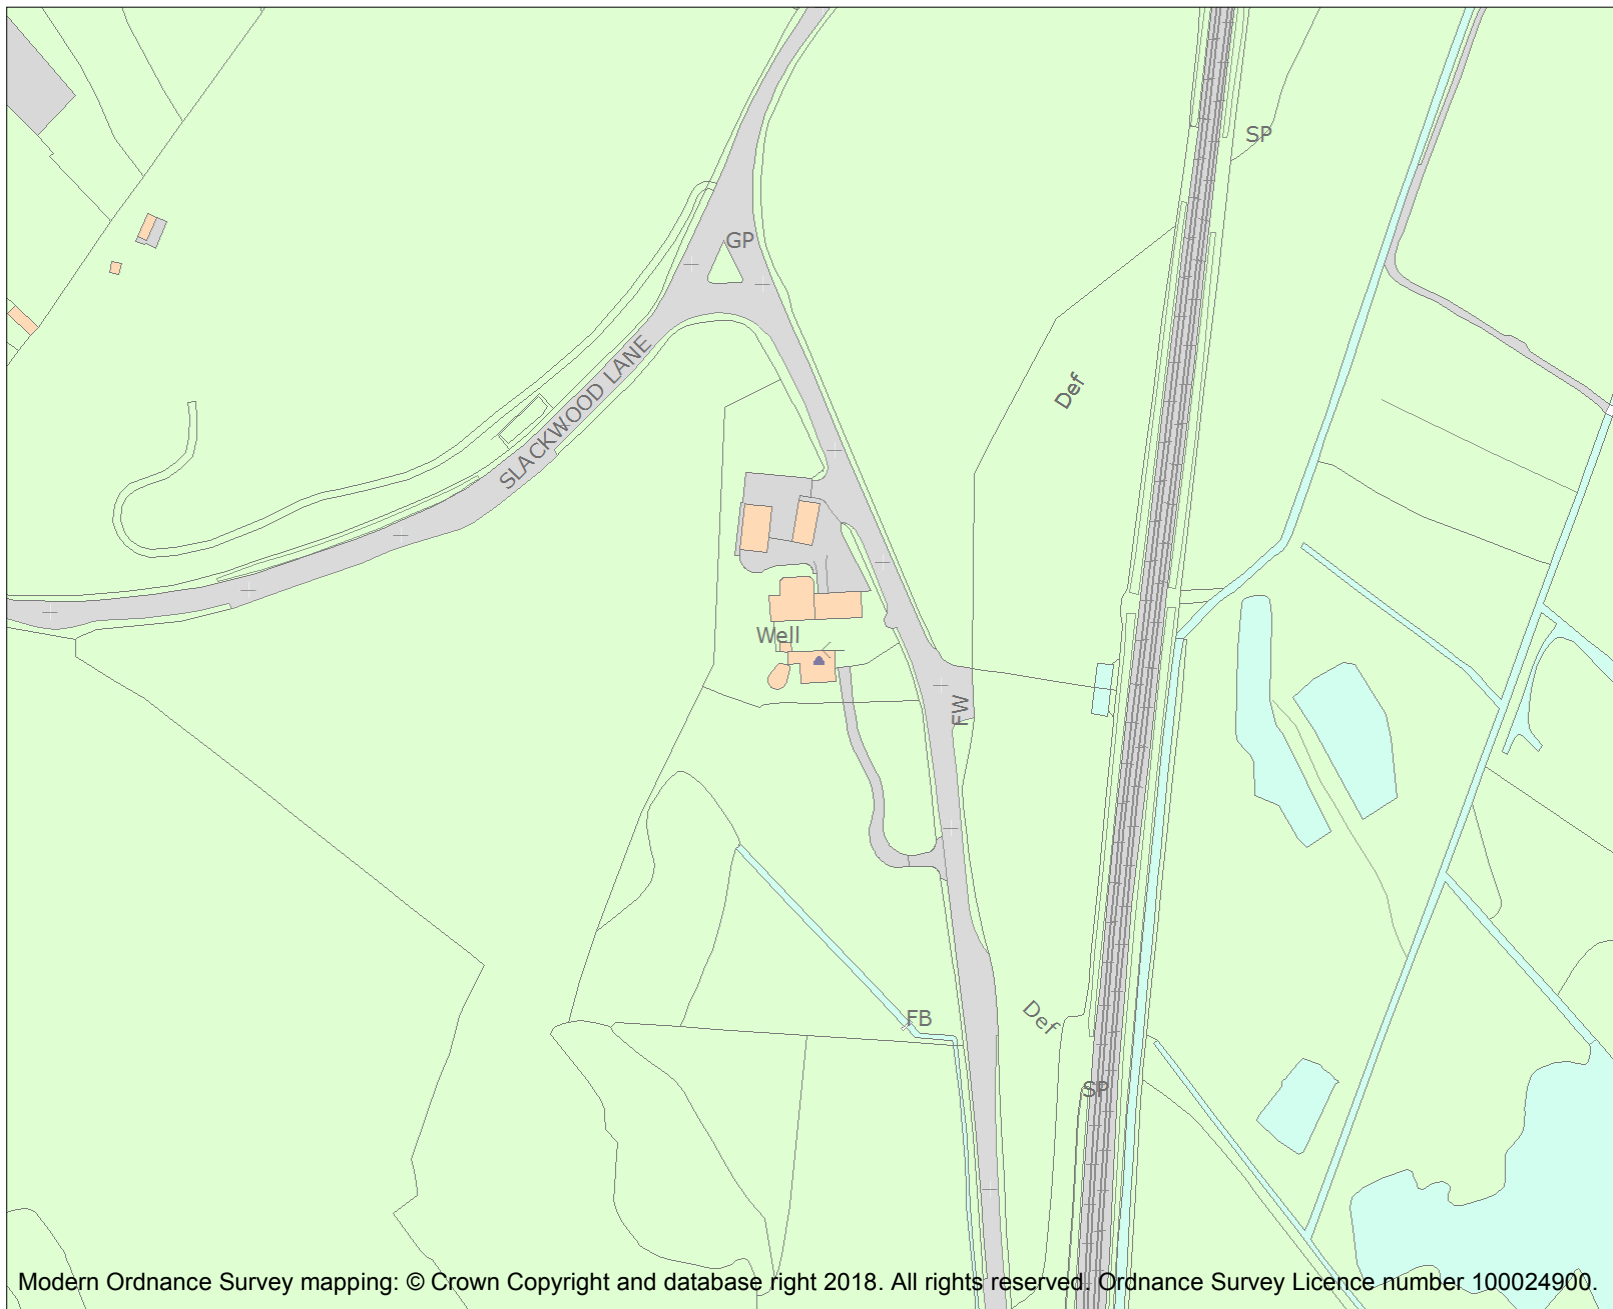 SP
GP
SLACKWOOD LANE
Def
Well
FW
FB
Def
SP
Modern Ordnance Survey mapping: © Crown Copyright and database right 2018. All rights reserved. Ordnance Survey Licence number 100024900.